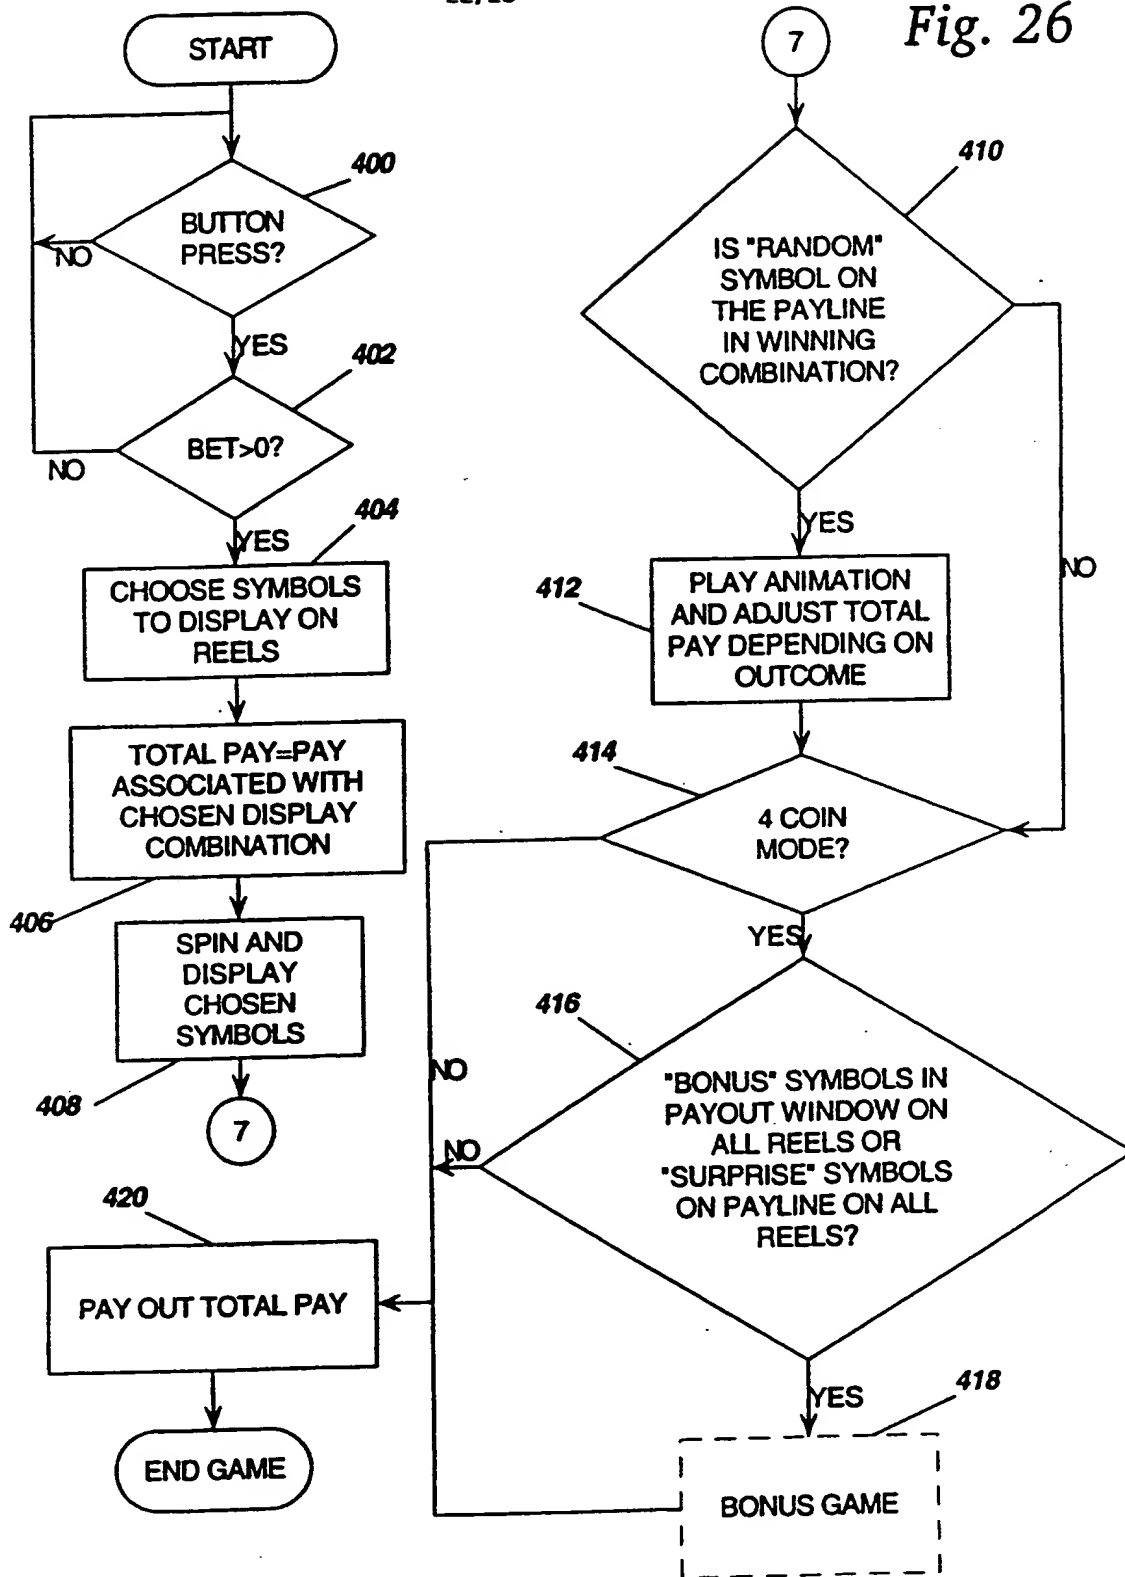 Fig. 26
START
400
BUTTON
PRESS?
NO
YES
402
BET>0?
NO
YES
404
CHOOSE SYMBOLS
TO DISPLAY ON
REELS
TOTAL PAY=PAY
ASSOCIATED WITH
CHOSEN DISPLAY
COMBINATION
406
SPIN AND
DISPLAY
CHOSEN
SYMBOLS
408
7
420
PAY OUT TOTAL PAY
END GAME
7
410
IS "RANDOM"
SYMBOL ON
THE PAYLINE
IN WINNING
COMBINATION?
YES
NO
412
PLAY ANIMATION
AND ADJUST TOTAL
PAY DEPENDING ON
OUTCOME
414
4 COIN
MODE?
YES
NO
416
"BONUS" SYMBOLS IN
PAYOUT WINDOW ON
ALL REELS OR
"SURPRISE" SYMBOLS
ON PAYLINE ON ALL
REELS?
NO
YES
418
BONUS GAME